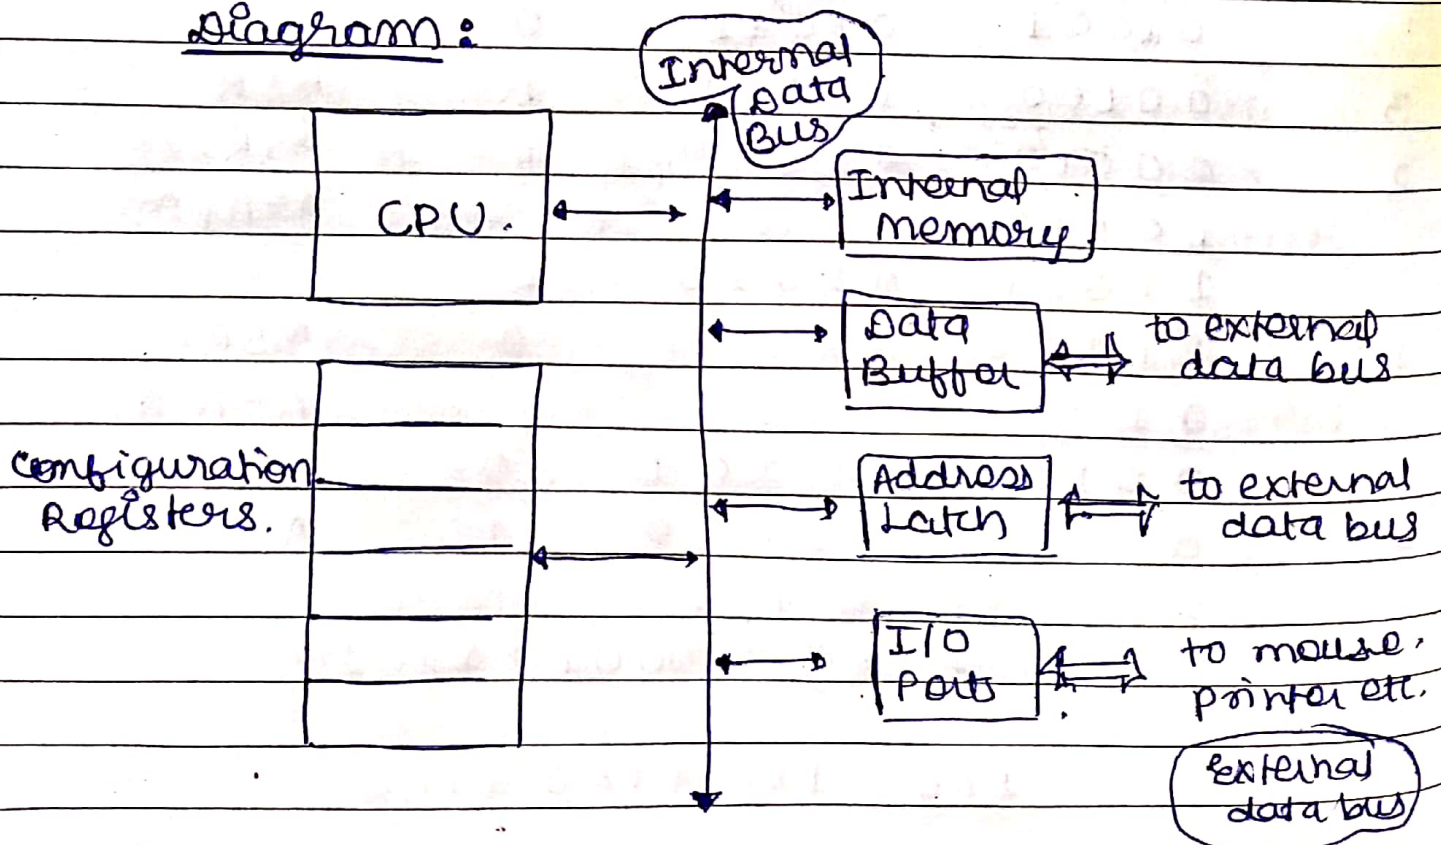 Diagram:
Internal
Data
Bus
CPU.
Internal
memory
Data
Buffer
to external
data bus
Configuration
Registers.
Address
Latch
to external
data bus
I/O
Ports
to mouse,
printer etc.
External
data bus